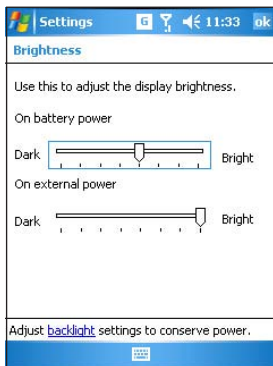 Settings G 11:33 ok
Brightness
Use this to adjust the display brightness.
On battery power
Dark Bright
On external power
Dark Bright
Adjust backlight settings to conserve power.